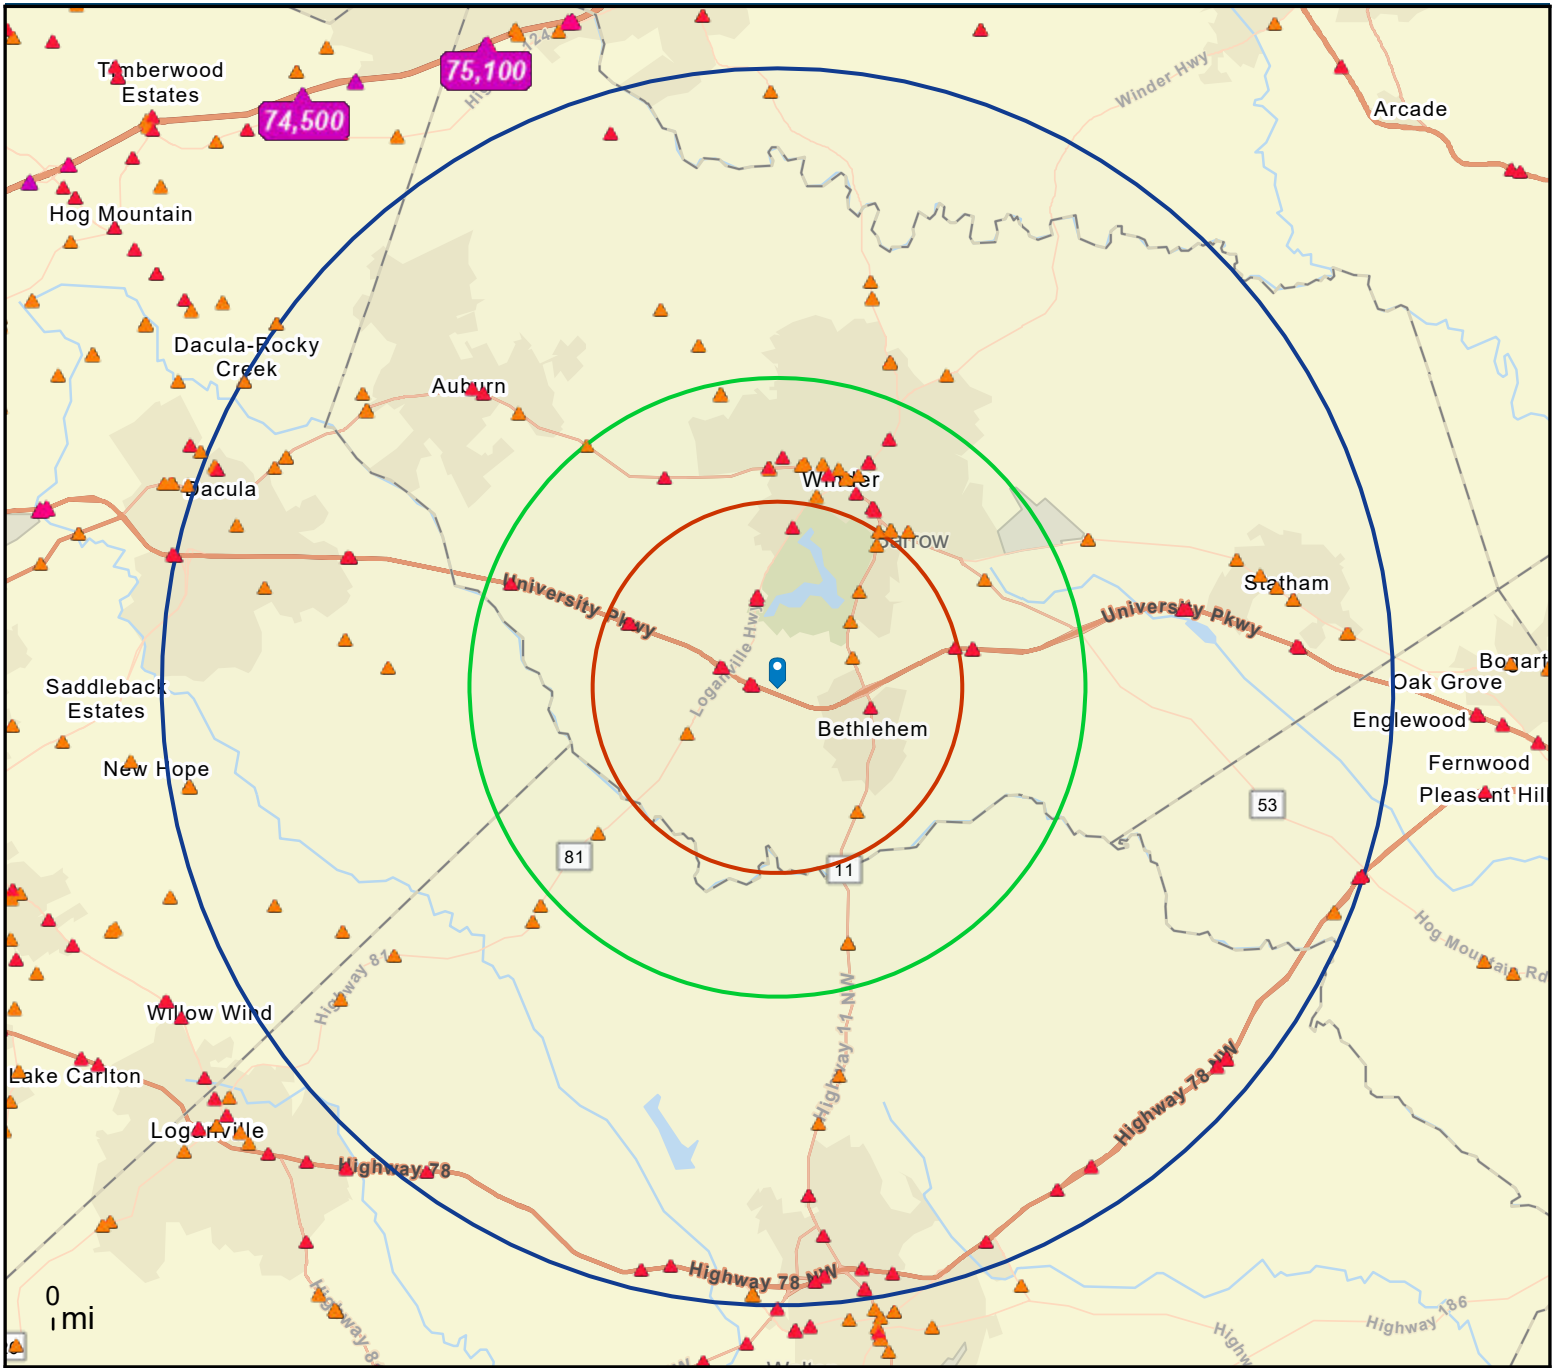 124
75,100
Winder Hwy
Timberwood
Estates
Arcade
74,500
Hog Mountain
Dacula-Rocky
Creek
Auburn
Winder
Dacula
Barrow
University Pkwy
Statham
University Pkwy
Loganville Hwy
Bogart
Oak Grove
Saddleback
Estates
Englewood
Bethlehem
New Hope
Fernwood
Pleasant Hill
53
81
11
Hog Mountain Rd
Highway 81
Highway 11 NW
Willow Wind
Lake Carlton
Highway 78 NW
Loganville
Highway 78
Highway 78 NW
0
mi
Highway 186